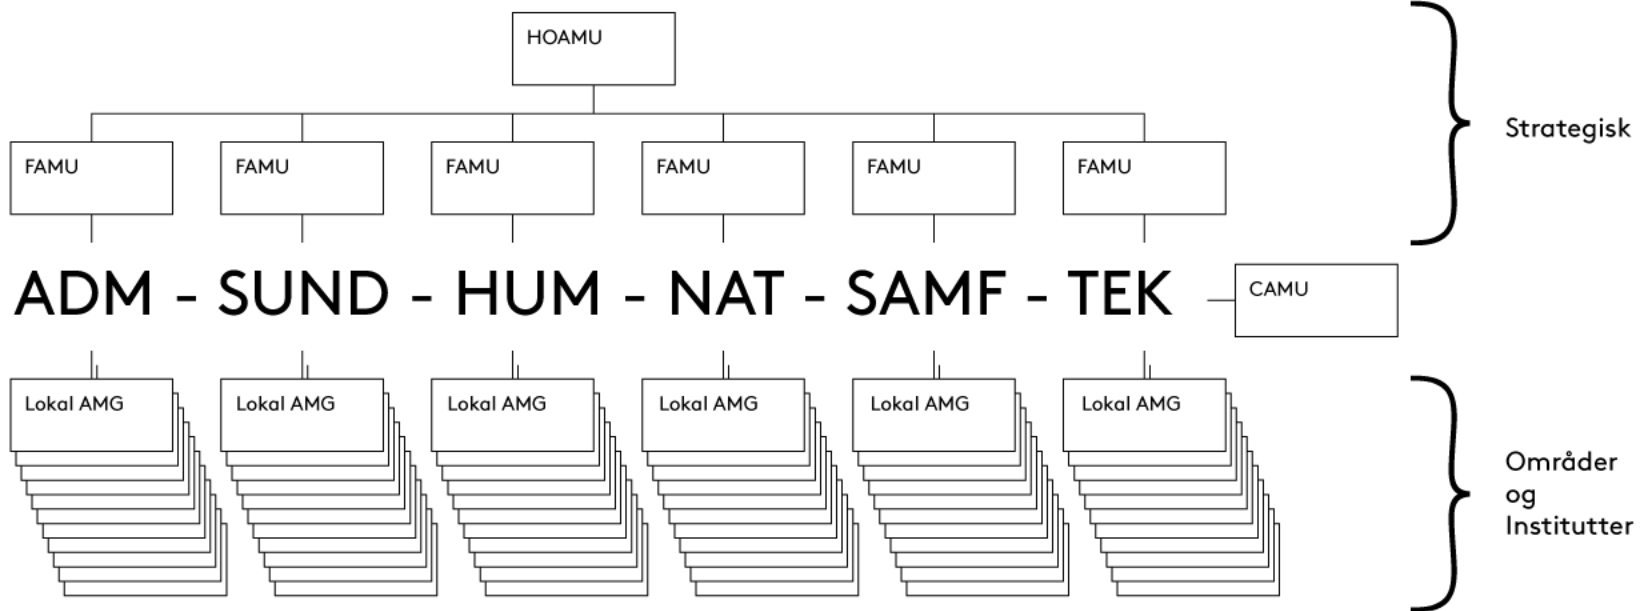 HOAMU
Strategisk
FAMU
FAMU
FAMU
FAMU
FAMU
FAMU
ADM - SUND - HUM - NAT - SAMF - TEK
CAMU
Lokal AMG
Lokal AMG
Lokal AMG
Lokal AMG
Lokal AMG
Lokal AMG
Områder
og
Institutter